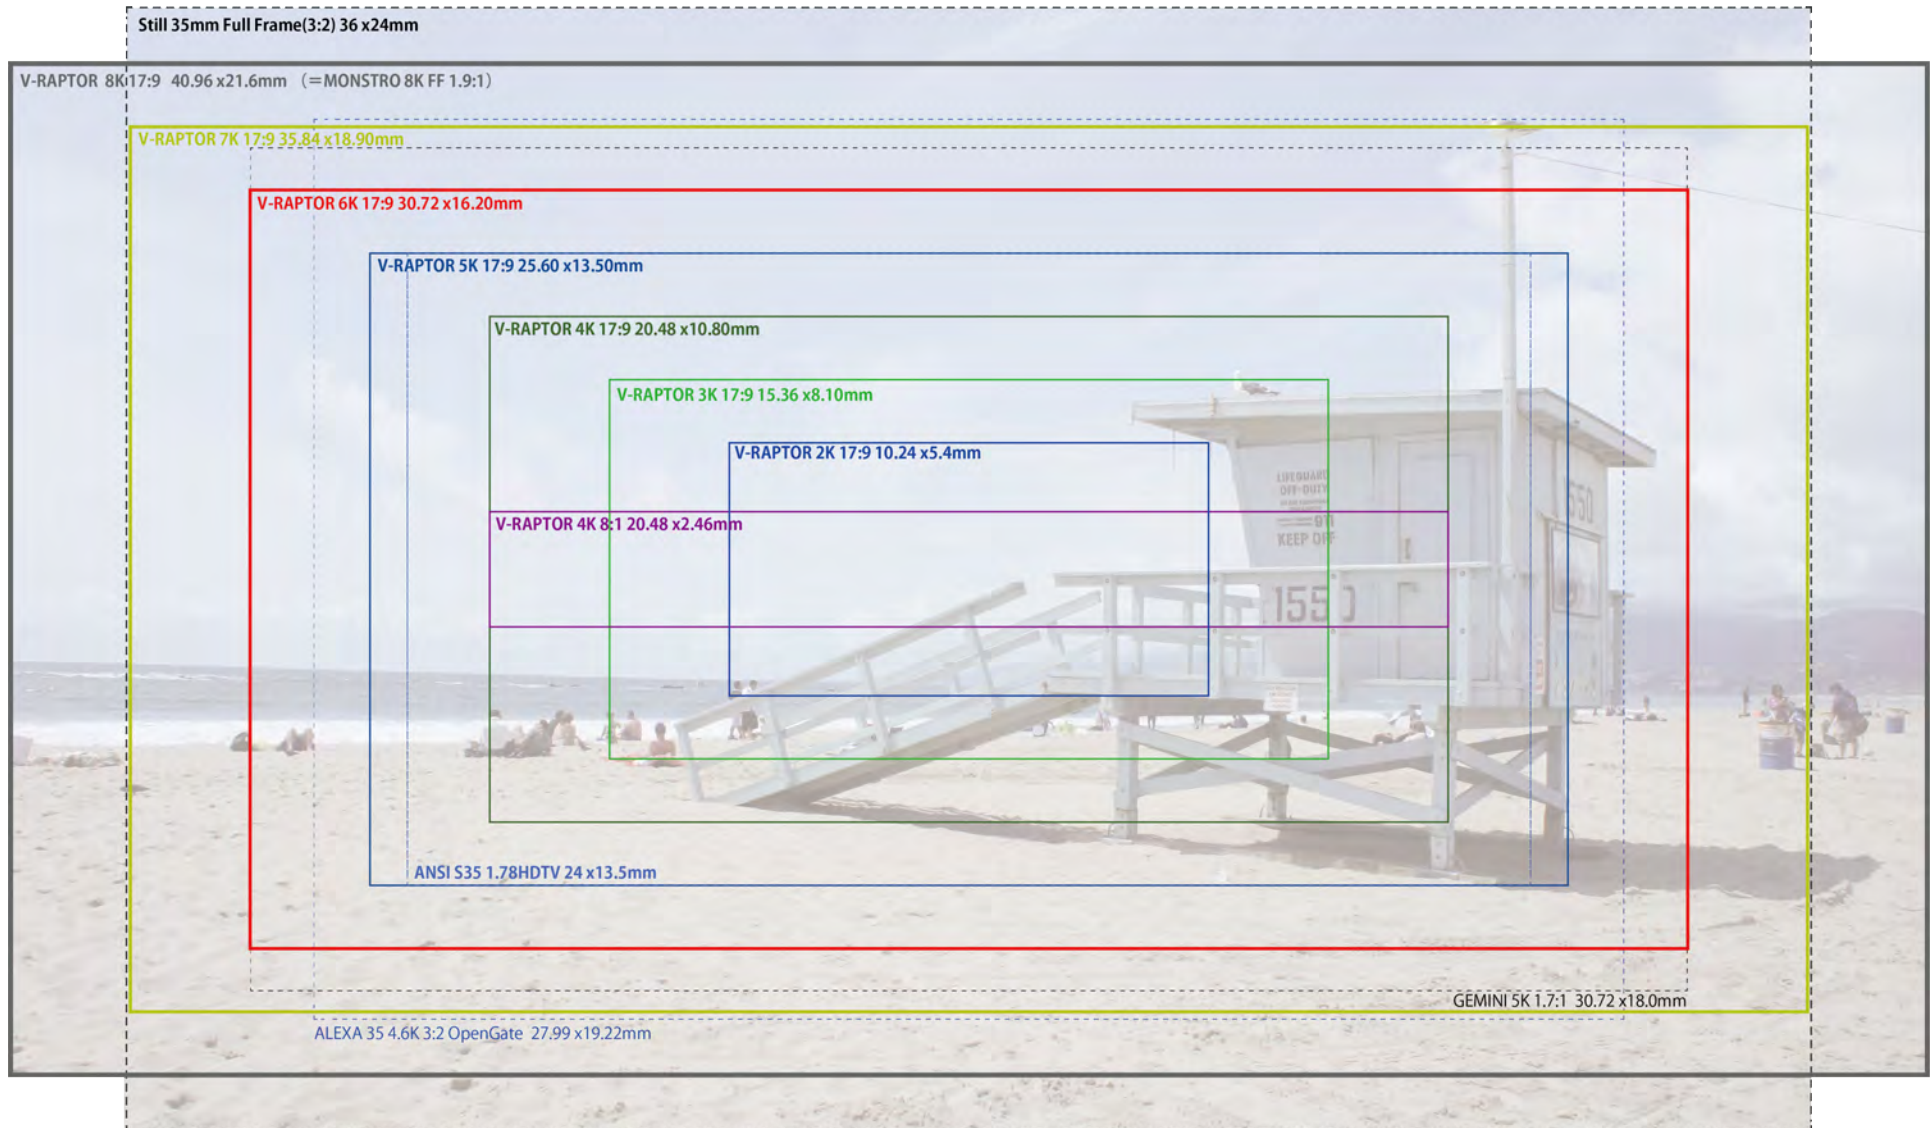 Still 35mm Full Frame(3:2) 36 x24mm
V-RAPTOR 8K 17:9 40.96 x21.6mm （=MONSTRO 8K FF 1.9:1）
V-RAPTOR 7K 17:9 35.84 x18.90mm
V-RAPTOR 6K 17:9 30.72 x16.20mm
V-RAPTOR 5K 17:9 25.60 x13.50mm
V-RAPTOR 4K 17:9 20.48 x10.80mm
V-RAPTOR 3K 17:9 15.36 x8.10mm
V-RAPTOR 2K 17:9 10.24 x5.4mm
LIFEGUARD
OFF-DUTY
911
KEEP OFF
1550
V-RAPTOR 4K 8:1 20.48 x2.46mm
1550
ANSI S35 1.78HDTV 24 x13.5mm
GEMINI 5K 1.7:1 30.72 x18.0mm
ALEXA 35 4.6K 3:2 OpenGate 27.99 x19.22mm